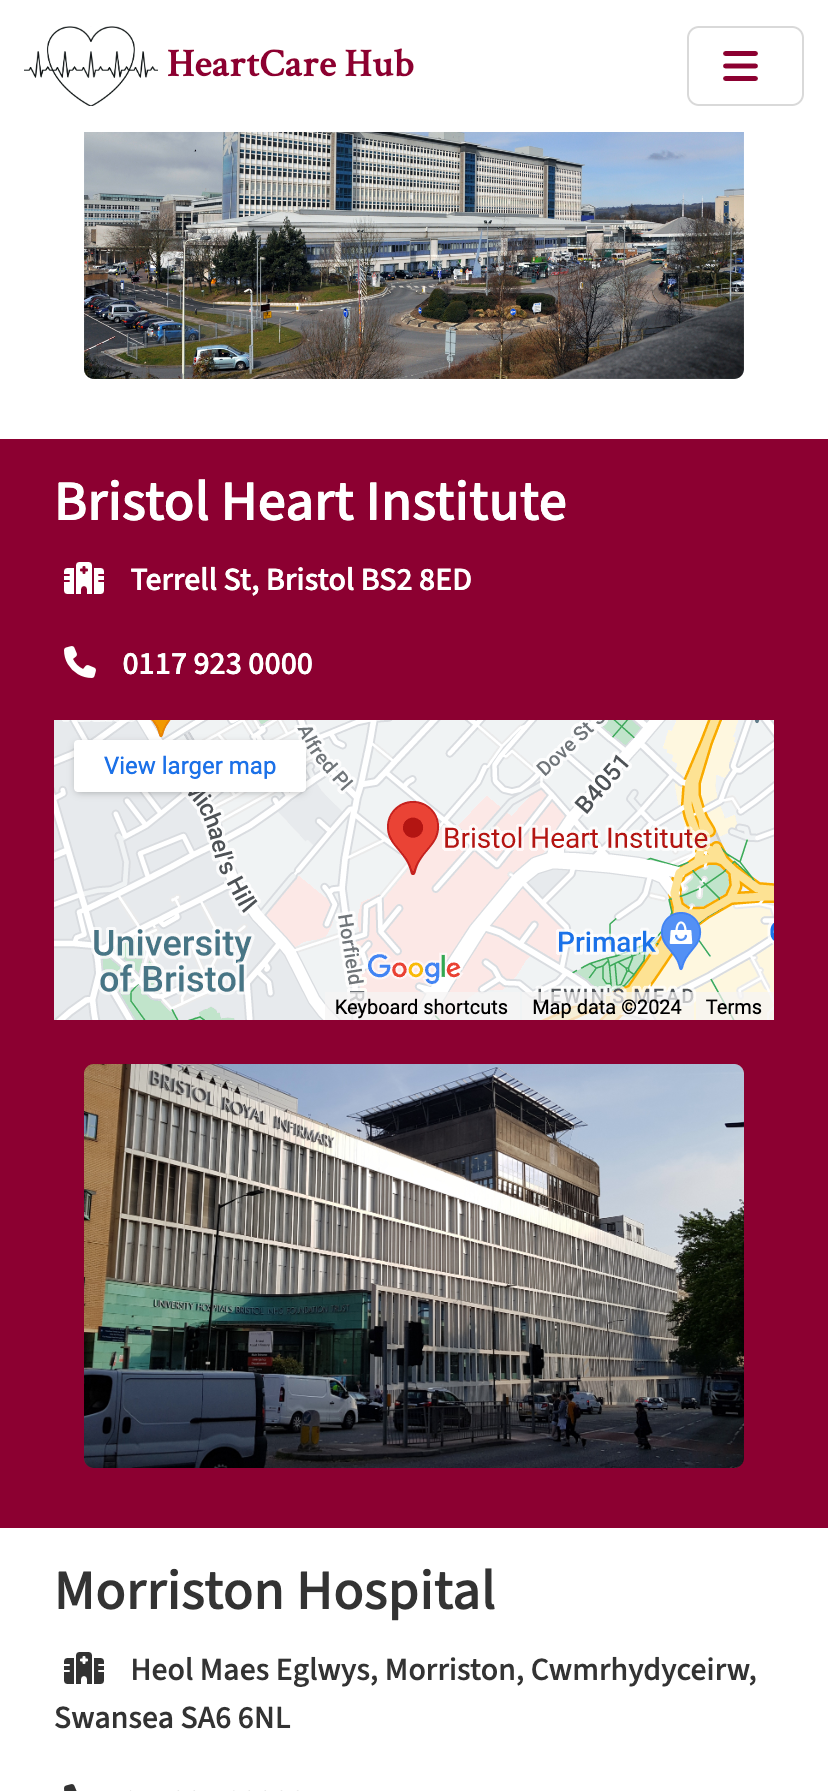 HeartCare Hub
Bristol Heart Institute
Terrell St, Bristol BS2 8ED
0117 923 0000
View larger map
Alfred Pl
Dove St S
B4051
Michael's Hill
Bristol Heart Institute
University
of Bristol
Horfield R
Primark
Google
LEWIN'S MEAD
Keyboard shortcuts Map data ©2024 Terms
BRISTOL ROYAL INFIRMARY
UNIVERSITY HOSPITALS BRISTOL NHS FOUNDATION TRUST
Morriston Hospital
Heol Maes Eglwys, Morriston, Cwmrhydyceirw,
Swansea SA6 6NL